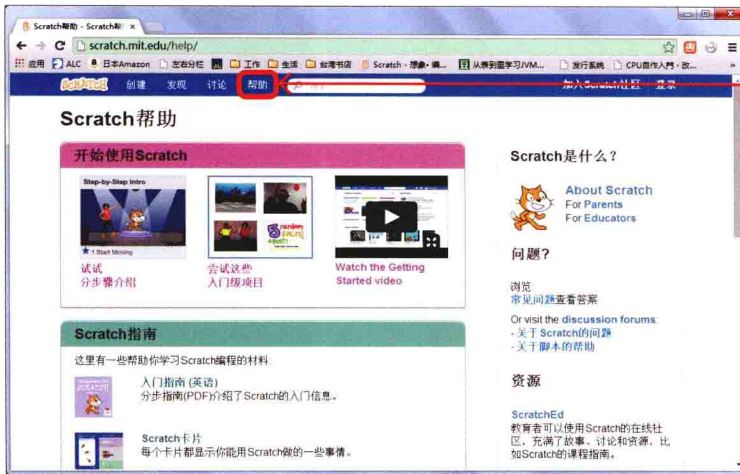 Scratch帮助 - Scratch帮
scratch.mit.edu/help/
应用 ALC 日本Amazon 左右分栏 工作 生活 台湾书店 Scratch - 想象·编... 从表到里学习JVM... 发行系统 CPU自作入門·改... »
SCRATCH 创建 发现 讨论 帮助 加入Scratch社区 登录
Scratch帮助
开始使用Scratch
Step-by-Step Intro
1 Start Moving
试试
分步骤介绍
5 random
FACTS
ABOUT
尝试这些
入门级项目
Watch the Getting
Started video
Scratch指南
这里有一些帮助你学习Scratch编程的材料
入门指南 (英语)
分步指南(PDF)介绍了Scratch的入门信息。
Scratch卡片
每个卡片都显示你能用Scratch做的一些事情。
Scratch是什么？
About Scratch
For Parents
For Educators
问题?
浏览
常见问题查看答案
Or visit the discussion forums:
- 关于Scratch的问题
- 关于脚本的帮助
资源
ScratchEd
教育者可以使用Scratch的在线社
区，充满了故事、讨论和资源，比
如Scratch的课程指南。